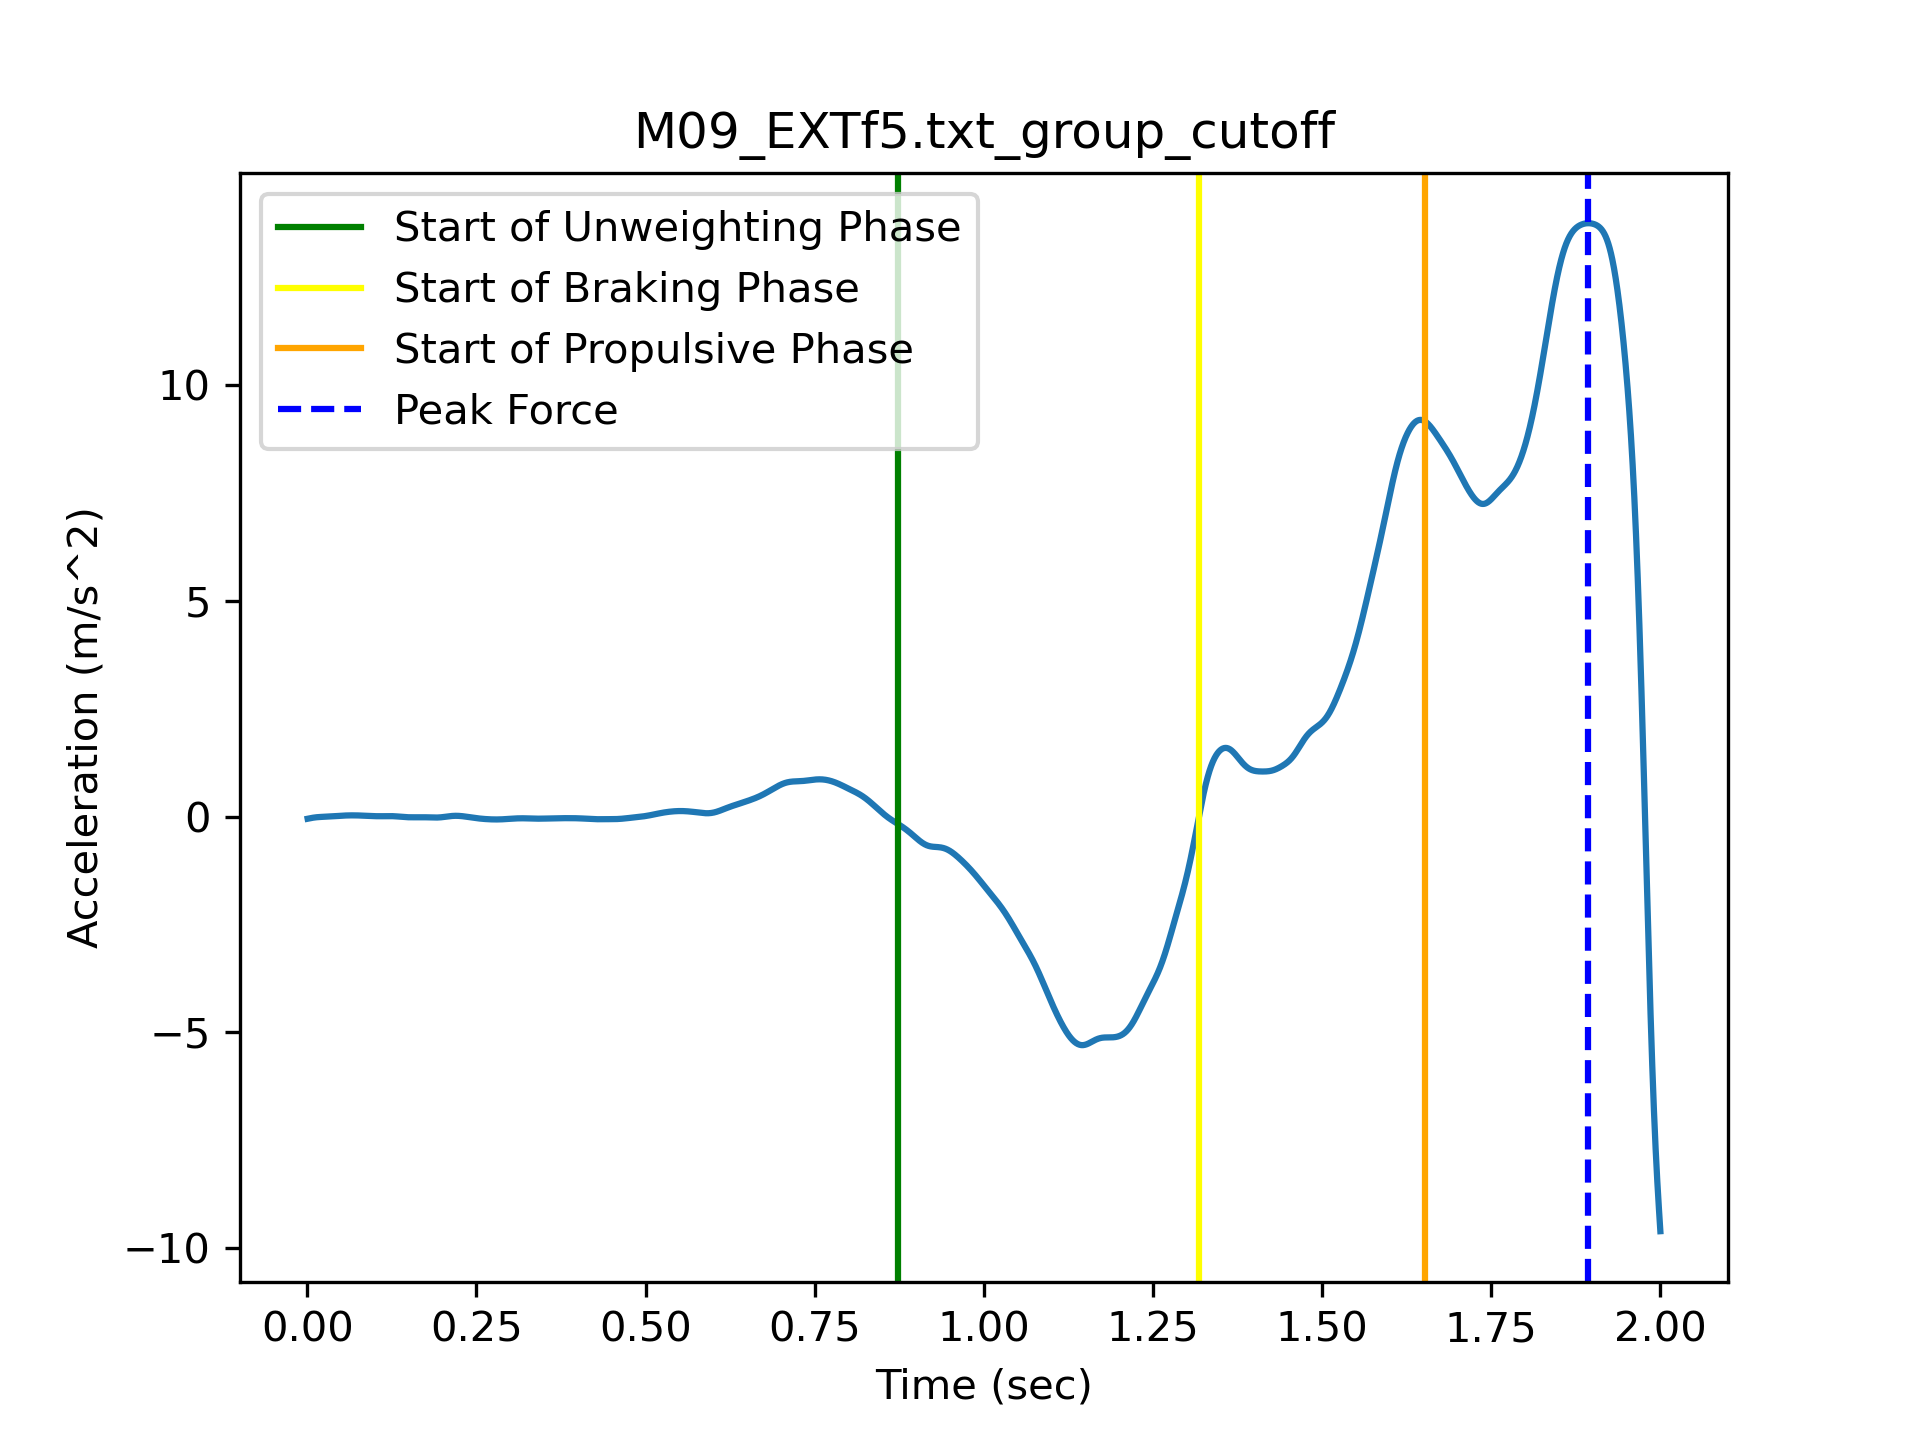 M09_EXTf5.txt_group_cutoff
Start of Unweighting Phase
Start of Braking Phase
Start of Propulsive Phase
Peak Force
Acceleration (m/s^2)
10
5
0
−5
−10
0.00 0.25 0.50 0.75 1.00 1.25 1.50 1.75 2.00
Time (sec)